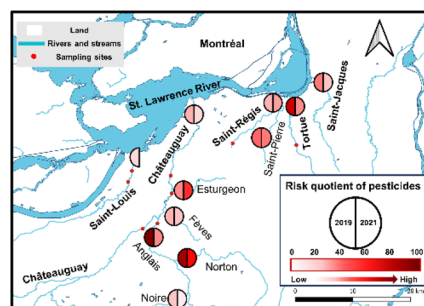 Land
Rivers and streams
Sampling sites
Montréal
St. Lawrence River
Saint-Jacques
Saint-Régis
Tortue
Saint-Pierre
Châteauguay
Saint-Louis
Esturgeon
Fèves
Anglais
Norton
Châteauguay
Noire
Risk quotient of pesticides
2019 2021
0 20 40 60 80 100
Low High
0 10 20 km